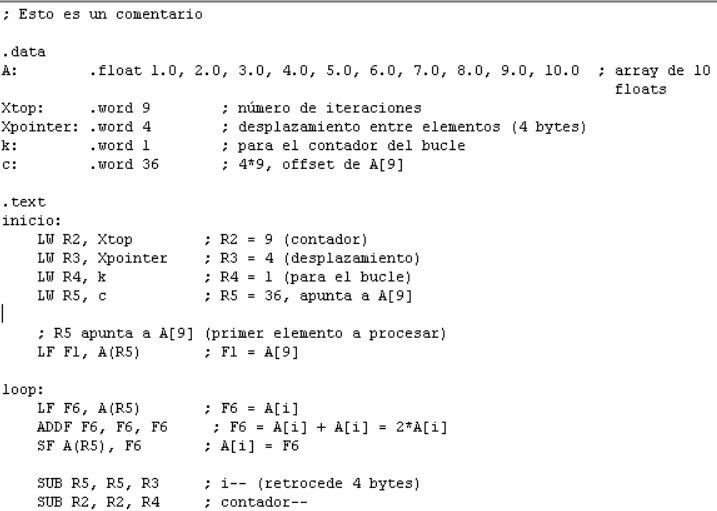 ; Esto es un comentario
.data
A:        .float 1.0, 2.0, 3.0, 4.0, 5.0, 6.0, 7.0, 8.0, 9.0, 10.0  ; array de 10
floats
Xtop:     .word 9         ; número de iteraciones
Xpointer: .word 4         ; desplazamiento entre elementos (4 bytes)
k:        .word 1         ; para el contador del bucle
c:        .word 36        ; 4*9, offset de A[9]
.text
inicio:
    LW R2, Xtop       ; R2 = 9 (contador)
    LW R3, Xpointer   ; R3 = 4 (desplazamiento)
    LW R4, k          ; R4 = 1 (para el bucle)
    LW R5, c          ; R5 = 36, apunta a A[9]
    ; R5 apunta a A[9] (primer elemento a procesar)
    LF F1, A(R5)      ; F1 = A[9]
loop:
    LF F6, A(R5)      ; F6 = A[i]
    ADDF F6, F6, F6    ; F6 = A[i] + A[i] = 2*A[i]
    SF A(R5), F6      ; A[i] = F6
    SUB R5, R5, R3    ; i-- (retrocede 4 bytes)
    SUB R2, R2, R4    ; contador--